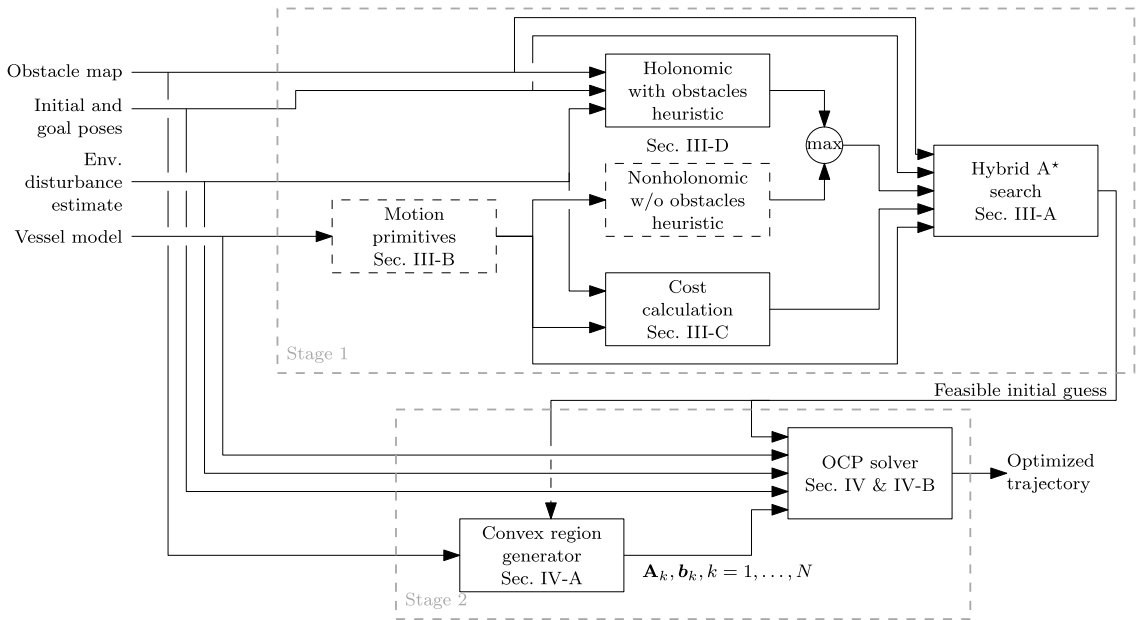 Obstacle map
Initial and
goal poses
Env.
disturbance
estimate
Vessel model
Motion
primitives
Sec. III-B
Holonomic
with obstacles
heuristic
Sec. III-D
Nonholonomic
w/o obstacles
heuristic
max
Cost
calculation
Sec. III-C
Hybrid A⋆
search
Sec. III-A
Stage 1
Feasible initial guess
OCP solver
Sec. IV & IV-B
Optimized
trajectory
Convex region
generator
Sec. IV-A
𝐀ₖ, 𝒃ₖ, k = 1, . . . , N
Stage 2